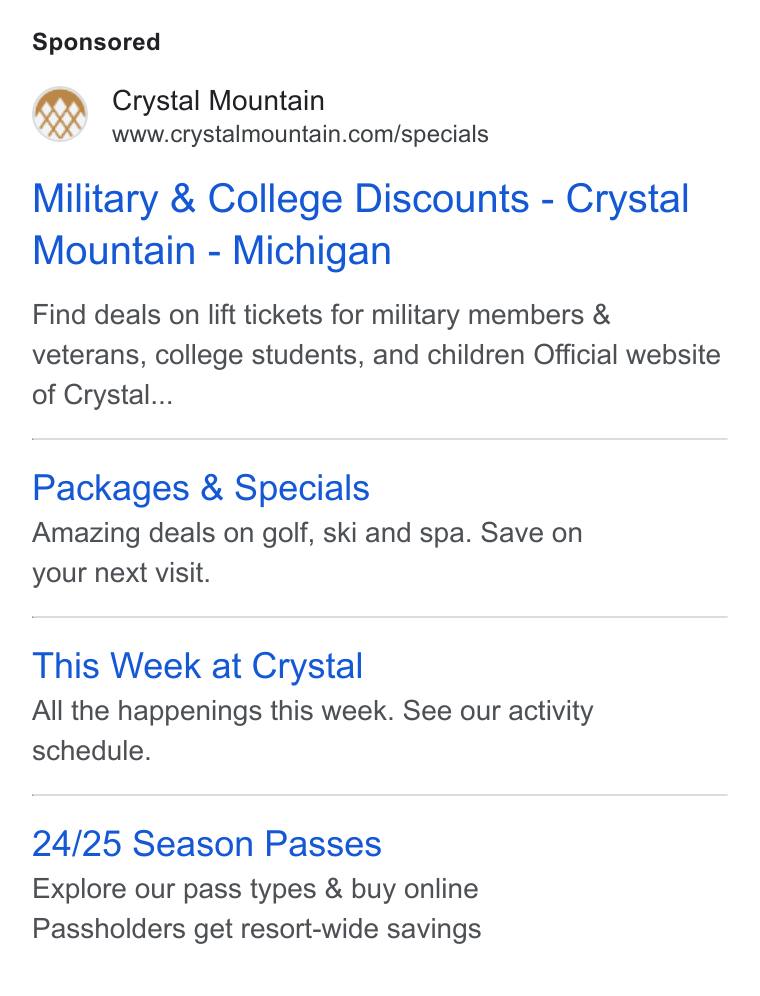 Sponsored
Crystal Mountain
www.crystalmountain.com/specials
Military & College Discounts - Crystal
Mountain - Michigan
Find deals on lift tickets for military members &
veterans, college students, and children Official website
of Crystal...
Packages & Specials
Amazing deals on golf, ski and spa. Save on
your next visit.
This Week at Crystal
All the happenings this week. See our activity
schedule.
24/25 Season Passes
Explore our pass types & buy online
Passholders get resort-wide savings